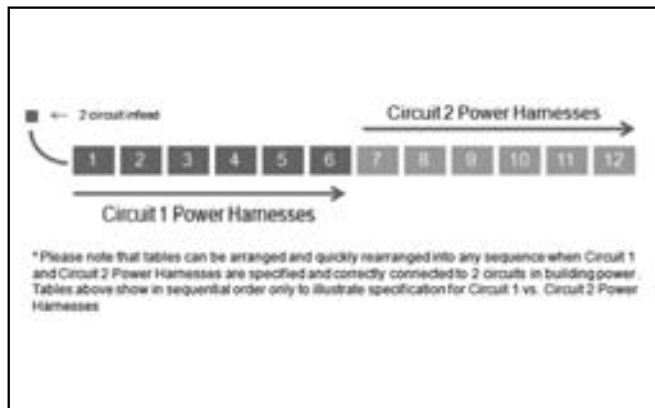 ← 2 circuit infeed
Circuit 2 Power Harnesses
1 2 3 4 5 6 7 8 9 10 11 12
Circuit 1 Power Harnesses
* Please note that tables can be arranged and quickly rearranged into any sequence when Circuit 1
and Circuit 2 Power Harnesses are specified and correctly connected to 2 circuits in building power.
Tables above show in sequential order only to illustrate specification for Circuit 1 vs. Circuit 2 Power
Harnesses